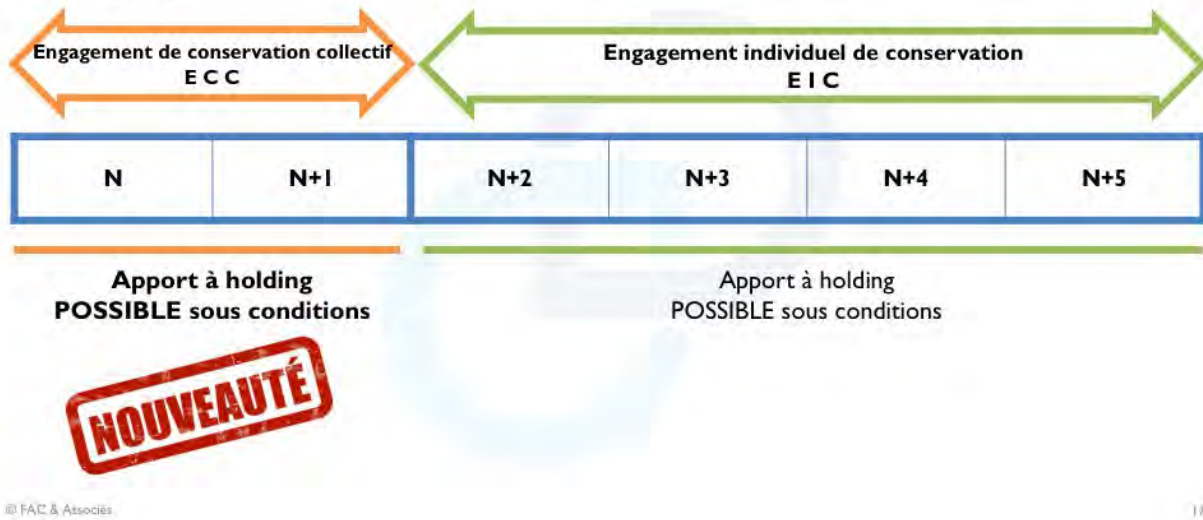 Engagement de conservation collectif
E C C
Engagement individuel de conservation
E I C
N
N+1
N+2
N+3
N+4
N+5
Apport à holding
POSSIBLE sous conditions
Apport à holding
POSSIBLE sous conditions
NOUVEAUTÉ
© FAC & Associés